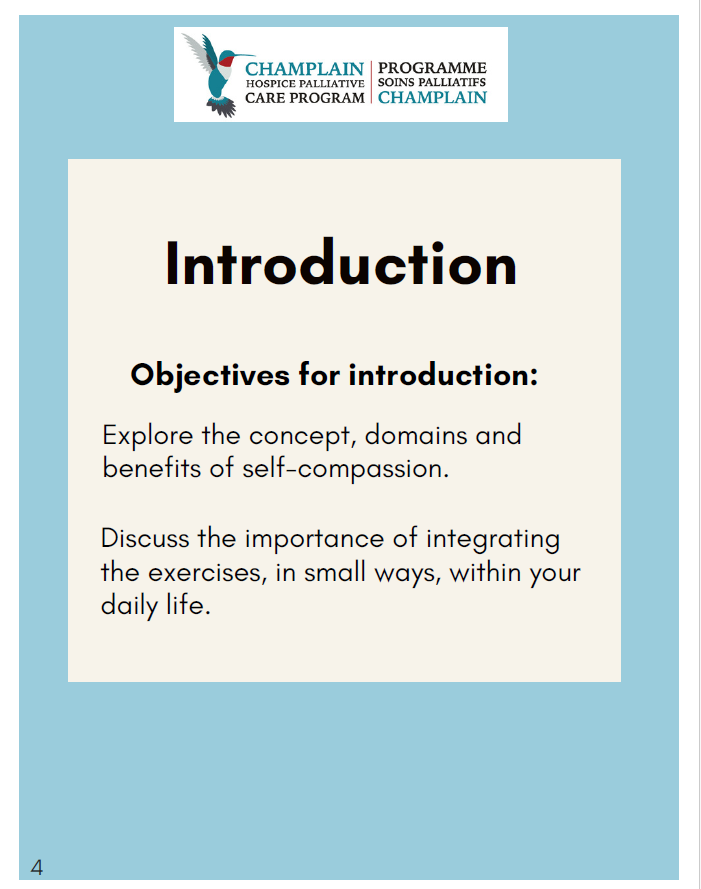 CHAMPLAIN
HOSPICE PALLIATIVE
CARE PROGRAM
PROGRAMME
SOINS PALLIATIFS
CHAMPLAIN
Introduction
Objectives for introduction:
Explore the concept, domains and
benefits of self-compassion.
Discuss the importance of integrating
the exercises, in small ways, within your
daily life.
4